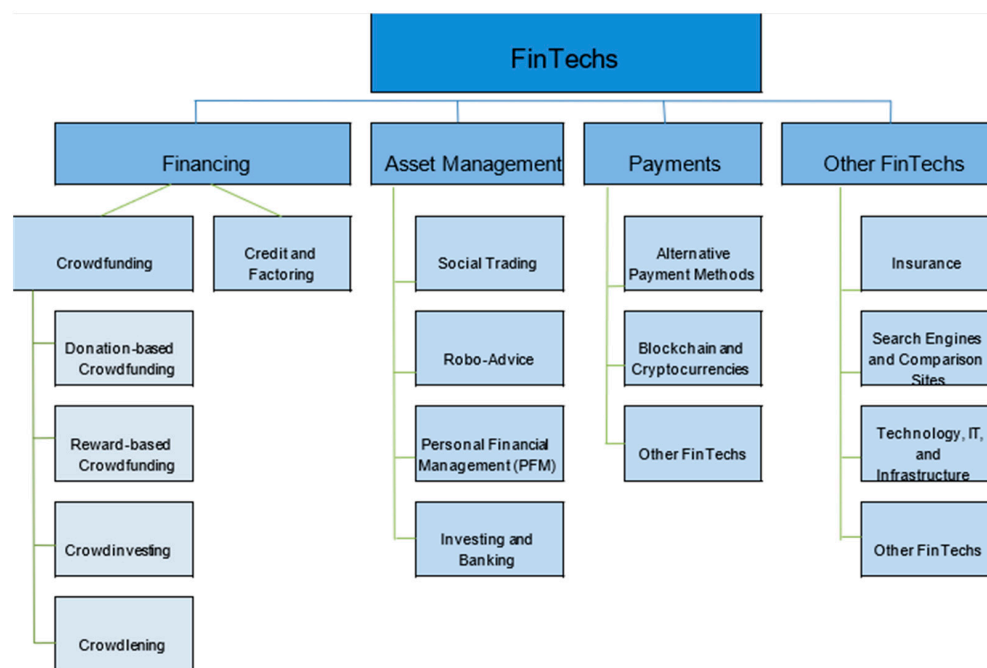 FinTechs
Financing
Asset Management
Payments
Other FinTechs
Crowdfunding
Credit and
Factoring
Donation-based
Crowdfunding
Reward-based
Crowdfunding
Crowdinvesting
Crowdlening
Social Trading
Robo-Advice
Personal Financial
Management (PFM)
Investing and
Banking
Alternative
Payment Methods
Blockchain and
Cryptocurrencies
Other FinTechs
Insurance
Search Engines
and Comparison
Sites
Technology, IT,
and
Infrastructure
Other FinTechs